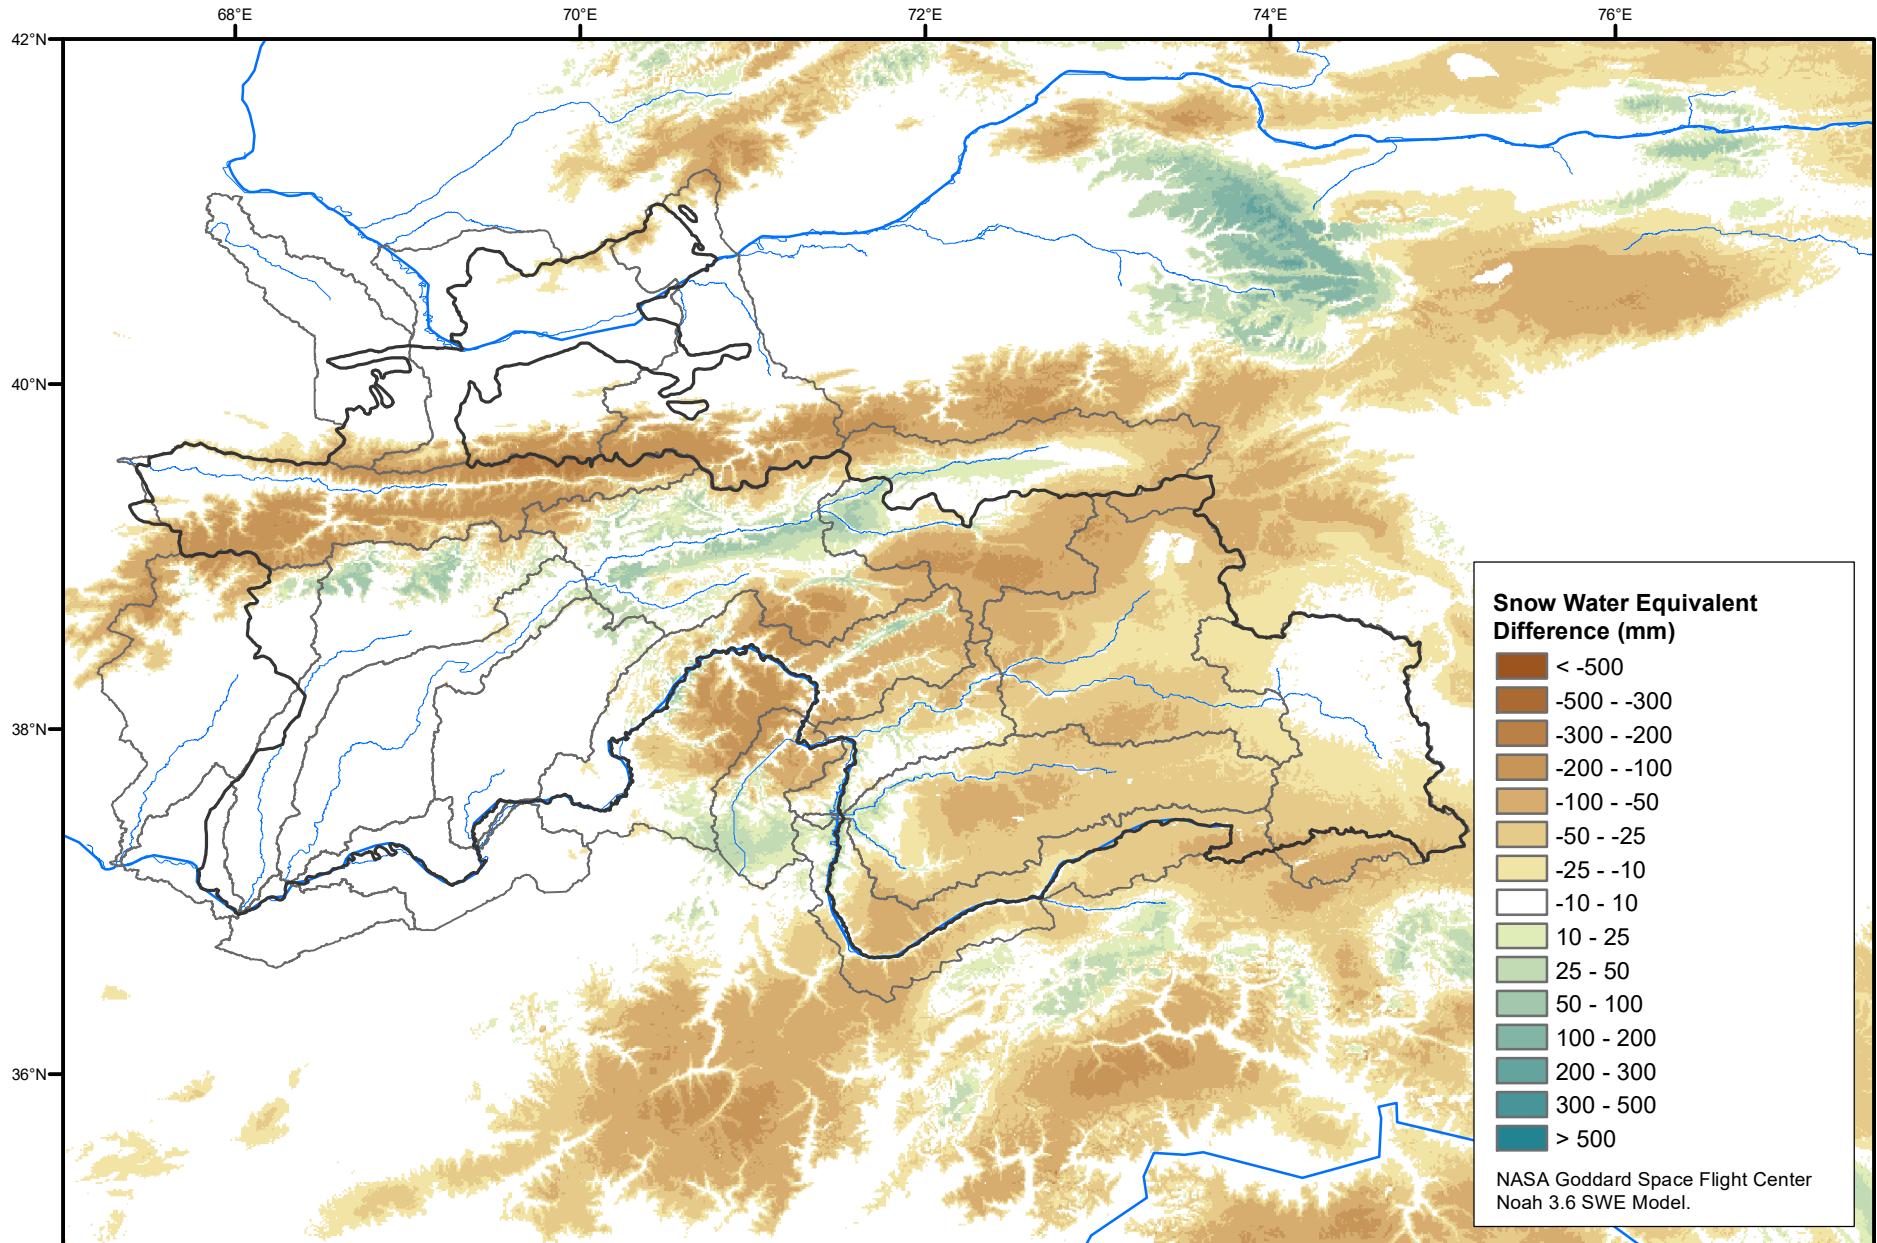 68°E 70°E 72°E 74°E 76°E
42°N
40°N
38°N
36°N
Snow Water Equivalent
Difference (mm)
< -500
-500 - -300
-300 - -200
-200 - -100
-100 - -50
-50 - -25
-25 - -10
-10 - 10
10 - 25
25 - 50
50 - 100
100 - 200
200 - 300
300 - 500
> 500
NASA Goddard Space Flight Center
Noah 3.6 SWE Model.